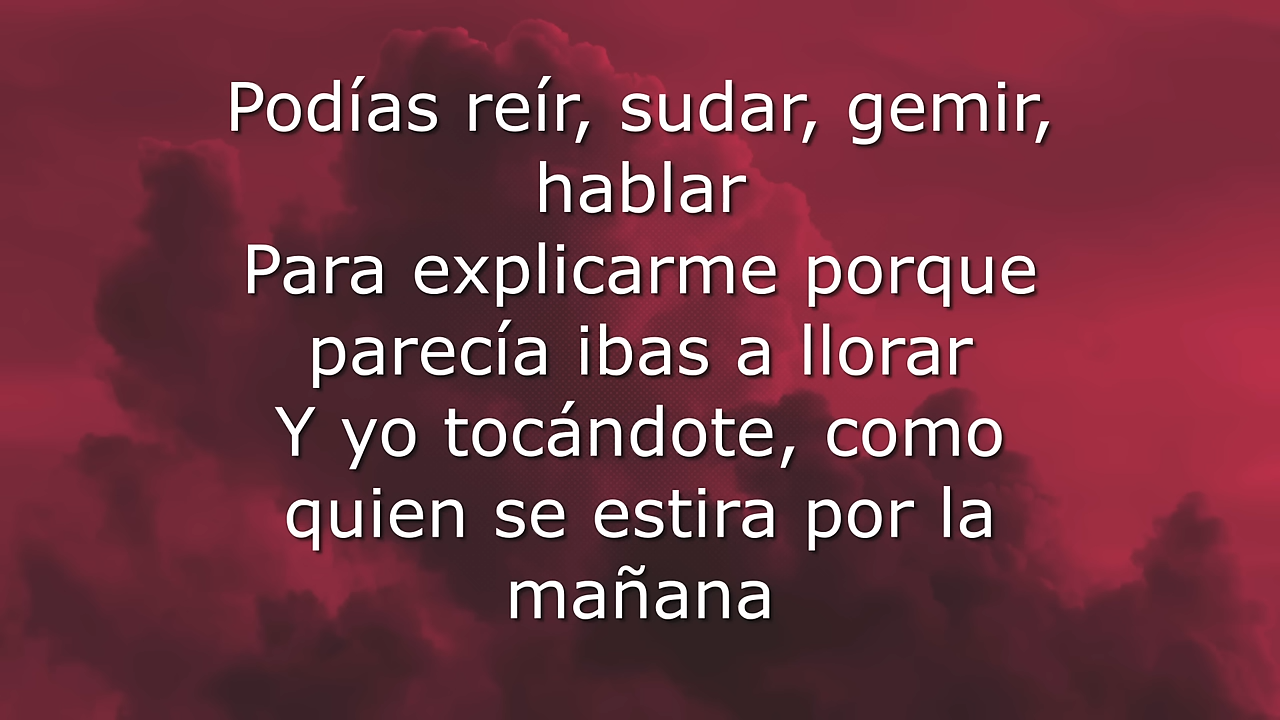 Podías reír, sudar, gemir,
hablar
Para explicarme porque
parecía ibas a llorar
Y yo tocándote, como
quien se estira por la
mañana